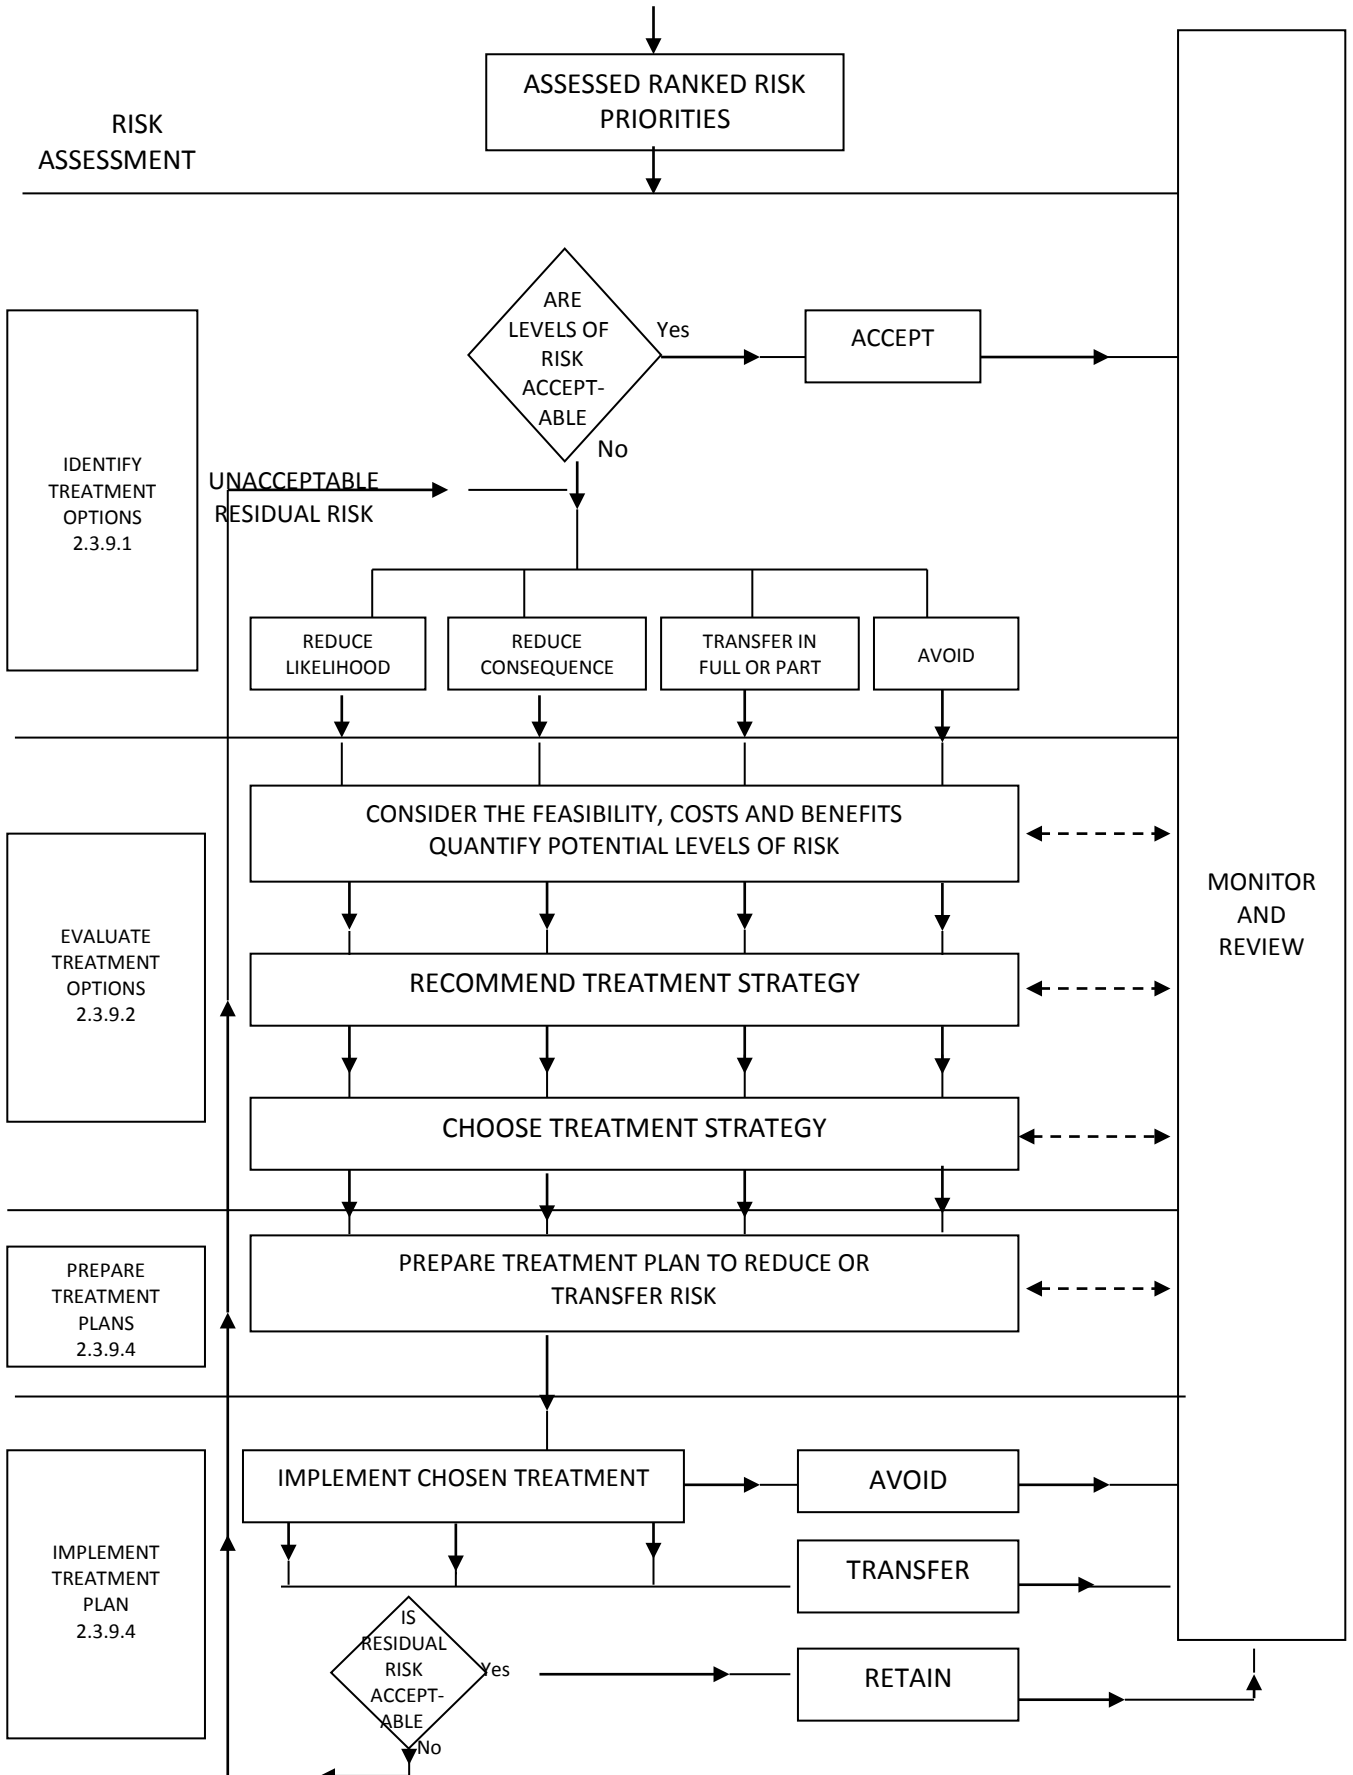 ASSESSED RANKED RISK
PRIORITIES
RISK
ASSESSMENT
ARE
LEVELS OF
RISK
ACCEPT-
ABLE
Yes
ACCEPT
No
IDENTIFY
TREATMENT
OPTIONS
2.3.9.1
UNACCEPTABLE
RESIDUAL RISK
REDUCE
LIKELIHOOD
REDUCE
CONSEQUENCE
TRANSFER IN
FULL OR PART
AVOID
CONSIDER THE FEASIBILITY, COSTS AND BENEFITS
QUANTIFY POTENTIAL LEVELS OF RISK
MONITOR
AND
REVIEW
EVALUATE
TREATMENT
OPTIONS
2.3.9.2
RECOMMEND TREATMENT STRATEGY
CHOOSE TREATMENT STRATEGY
PREPARE
TREATMENT
PLANS
2.3.9.4
PREPARE TREATMENT PLAN TO REDUCE OR
TRANSFER RISK
IMPLEMENT CHOSEN TREATMENT
AVOID
IMPLEMENT
TREATMENT
PLAN
2.3.9.4
TRANSFER
IS
RESIDUAL
RISK
ACCEPT-
ABLE
Yes
RETAIN
No